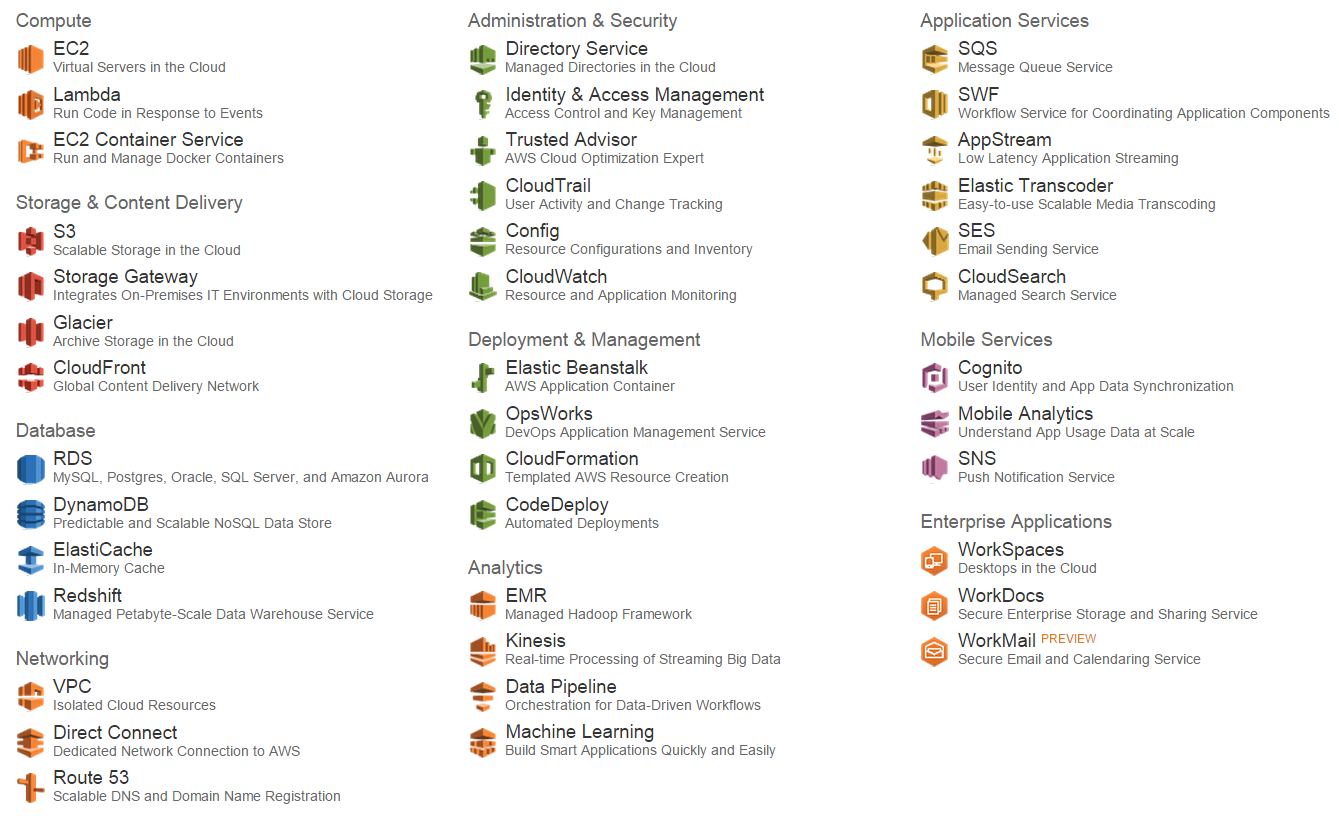 Compute
EC2
Virtual Servers in the Cloud
Lambda
Run Code in Response to Events
EC2 Container Service
Run and Manage Docker Containers
Storage & Content Delivery
S3
Scalable Storage in the Cloud
Storage Gateway
Integrates On-Premises IT Environments with Cloud Storage
Glacier
Archive Storage in the Cloud
CloudFront
Global Content Delivery Network
Database
RDS
MySQL, Postgres, Oracle, SQL Server, and Amazon Aurora
DynamoDB
Predictable and Scalable NoSQL Data Store
ElastiCache
In-Memory Cache
Redshift
Managed Petabyte-Scale Data Warehouse Service
Networking
VPC
Isolated Cloud Resources
Direct Connect
Dedicated Network Connection to AWS
Route 53
Scalable DNS and Domain Name Registration
Administration & Security
Directory Service
Managed Directories in the Cloud
Identity & Access Management
Access Control and Key Management
Trusted Advisor
AWS Cloud Optimization Expert
CloudTrail
User Activity and Change Tracking
Config
Resource Configurations and Inventory
CloudWatch
Resource and Application Monitoring
Deployment & Management
Elastic Beanstalk
AWS Application Container
OpsWorks
DevOps Application Management Service
CloudFormation
Templated AWS Resource Creation
CodeDeploy
Automated Deployments
Analytics
EMR
Managed Hadoop Framework
Kinesis
Real-time Processing of Streaming Big Data
Data Pipeline
Orchestration for Data-Driven Workflows
Machine Learning
Build Smart Applications Quickly and Easily
Application Services
SQS
Message Queue Service
SWF
Workflow Service for Coordinating Application Components
AppStream
Low Latency Application Streaming
Elastic Transcoder
Easy-to-use Scalable Media Transcoding
SES
Email Sending Service
CloudSearch
Managed Search Service
Mobile Services
Cognito
User Identity and App Data Synchronization
Mobile Analytics
Understand App Usage Data at Scale
SNS
Push Notification Service
Enterprise Applications
WorkSpaces
Desktops in the Cloud
WorkDocs
Secure Enterprise Storage and Sharing Service
WorkMail PREVIEW
Secure Email and Calendaring Service